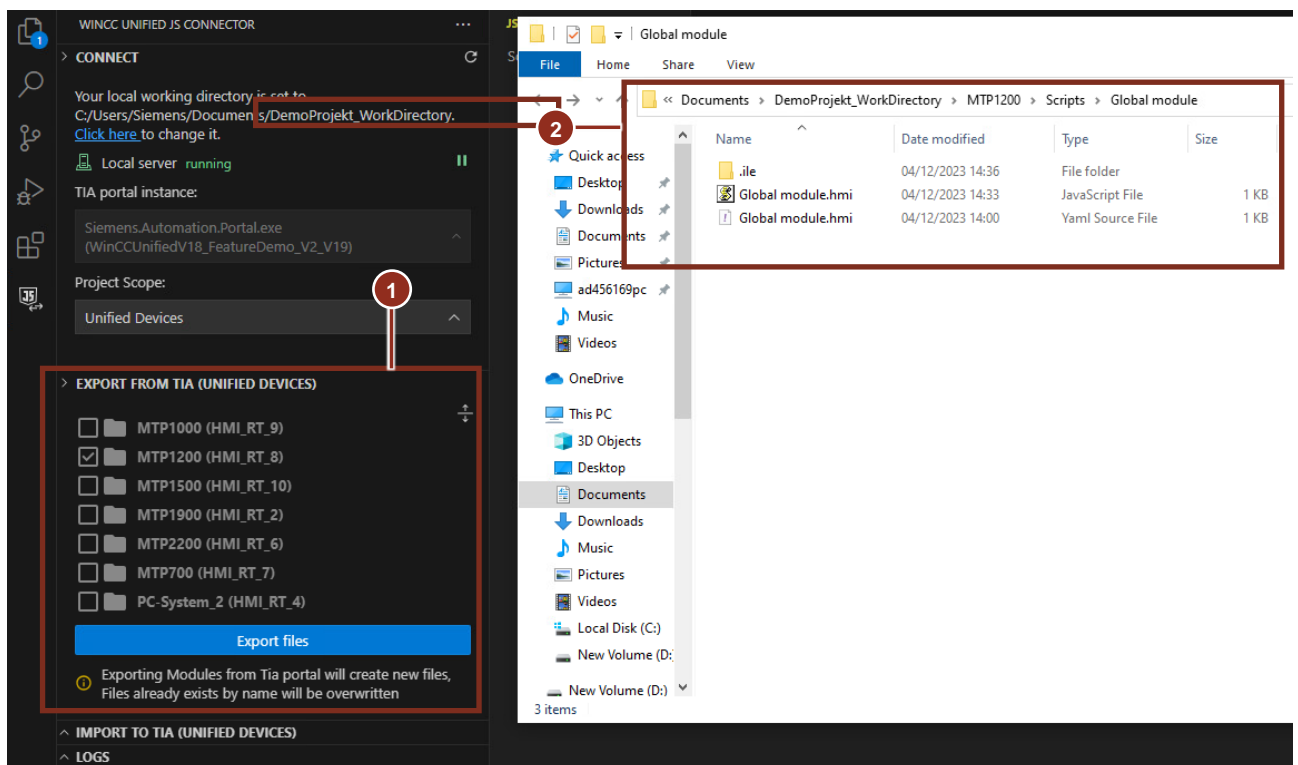 WINCC UNIFIED JS CONNECTOR
CONNECT
Your local working directory is set to
C:/Users/Siemens/Documents/DemoProjekt_WorkDirectory.
Click here to change it.
Local server running
TIA portal instance:
Siemens.Automation.Portal.exe
(WinCCUnifiedV18_FeatureDemo_V2_V19)
Project Scope:
Unified Devices
1
1
JS
EXPORT FROM TIA (UNIFIED DEVICES)
MTP1000 (HMI_RT_9)
MTP1200 (HMI_RT_8)
MTP1500 (HMI_RT_10)
MTP1900 (HMI_RT_2)
MTP2200 (HMI_RT_6)
MTP700 (HMI_RT_7)
PC-System_2 (HMI_RT_4)
Export files
Exporting Modules from Tia portal will create new files,
Files already exists by name will be overwritten
IMPORT TO TIA (UNIFIED DEVICES)
LOGS
JS
Global module
File Home Share View
« Documents > DemoProjekt_WorkDirectory > MTP1200 > Scripts > Global module
2
Name Date modified Type Size
.ile 04/12/2023 14:36 File folder
Global module.hmi 04/12/2023 14:33 JavaScript File 1 KB
Global module.hmi 04/12/2023 14:00 Yaml Source File 1 KB
Quick access
Desktop
Downloads
Documents
Pictures
ad456169pc
Music
Videos
OneDrive
This PC
3D Objects
Desktop
Documents
Downloads
Music
Pictures
Videos
Local Disk (C:)
New Volume (D:
New Volume (D:)
3 items